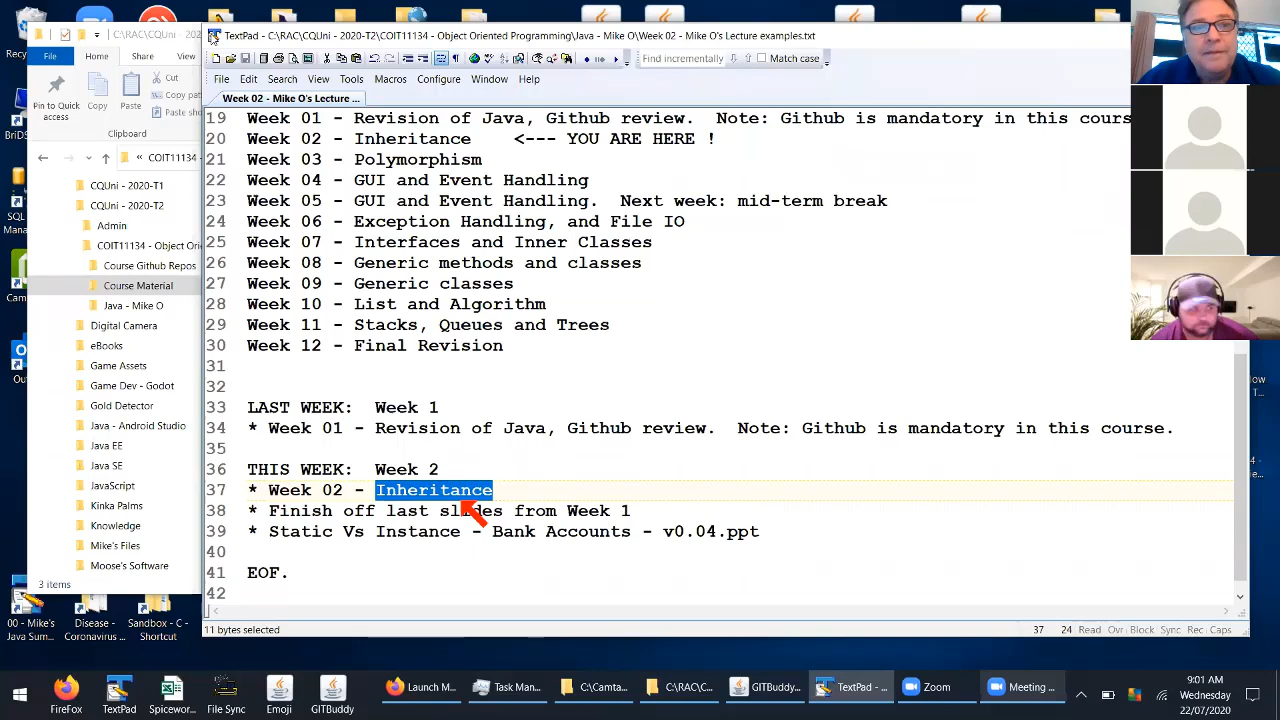 TextPad - C:\RAC\CQUni - 2020-T2\COIT11134 - Object Oriented Programming\Java - Mike O\Week 02 - Mike O's Lecture examples.txt
File Edit Search View Tools Macros Configure Window Help
Find incrementally
Match case
Week 02 - Mike O's Lecture ...
19 Week 01 - Revision of Java, Github review. Note: Github is mandatory in this cours
20 Week 02 - Inheritance <--- YOU ARE HERE !
21 Week 03 - Polymorphism
22 Week 04 - GUI and Event Handling
23 Week 05 - GUI and Event Handling. Next week: mid-term break
24 Week 06 - Exception Handling, and File IO
25 Week 07 - Interfaces and Inner Classes
26 Week 08 - Generic methods and classes
27 Week 09 - Generic classes
28 Week 10 - List and Algorithm
29 Week 11 - Stacks, Queues and Trees
30 Week 12 - Final Revision
31
32
33 LAST WEEK: Week 1
34 * Week 01 - Revision of Java, Github review. Note: Github is mandatory in this course.
35
36 THIS WEEK: Week 2
37 * Week 02 - Inheritance
38 * Finish off last slides from Week 1
39 * Static Vs Instance - Bank Accounts - v0.04.ppt
40
41 EOF.
42
11 bytes selected
37 24 Read Ovr Block Sync Rec Caps
C:\RAC\CQUni - 2020-T2\C
File Home Share
Pin to Quick access
Copy
Paste
Cut
Copy pat
Paste sho
Clipboard
« COIT11134 -
CQUni - 2020-T1
CQUni - 2020-T2
Admin
COIT11134 - Object Ori
Course Github Repos
Course Material
Java - Mike O
Digital Camera
eBooks
Game Assets
Game Dev - Godot
Gold Detector
Java - Android Studio
Java EE
Java SE
JavaScript
Kinka Palms
Knowledge
Mike's Files
Moose's Software
3 items
00 - Mike's Java Sum...
Disease - Coronavirus
Sandbox - C - Shortcut
FireFox
TextPad
Spicewor...
File Sync
Emoji
GITBuddy
Launch M...
Task Man...
C:\Camta...
C:\RAC\C...
GITBuddy...
TextPad - ...
Zoom
Meeting ...
9:01 AM
Wednesday
22/07/2020